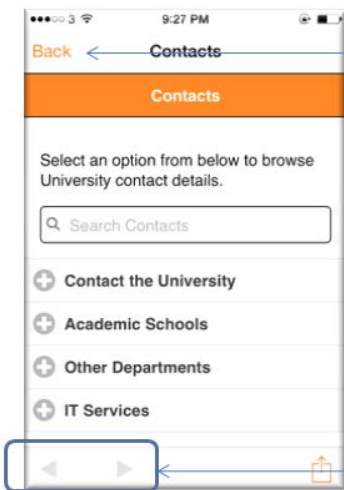 3 9:27 PM
Back Contacts
Contacts
Select an option from below to browse
University contact details.
Search Contacts
Contact the University
Academic Schools
Other Departments
IT Services